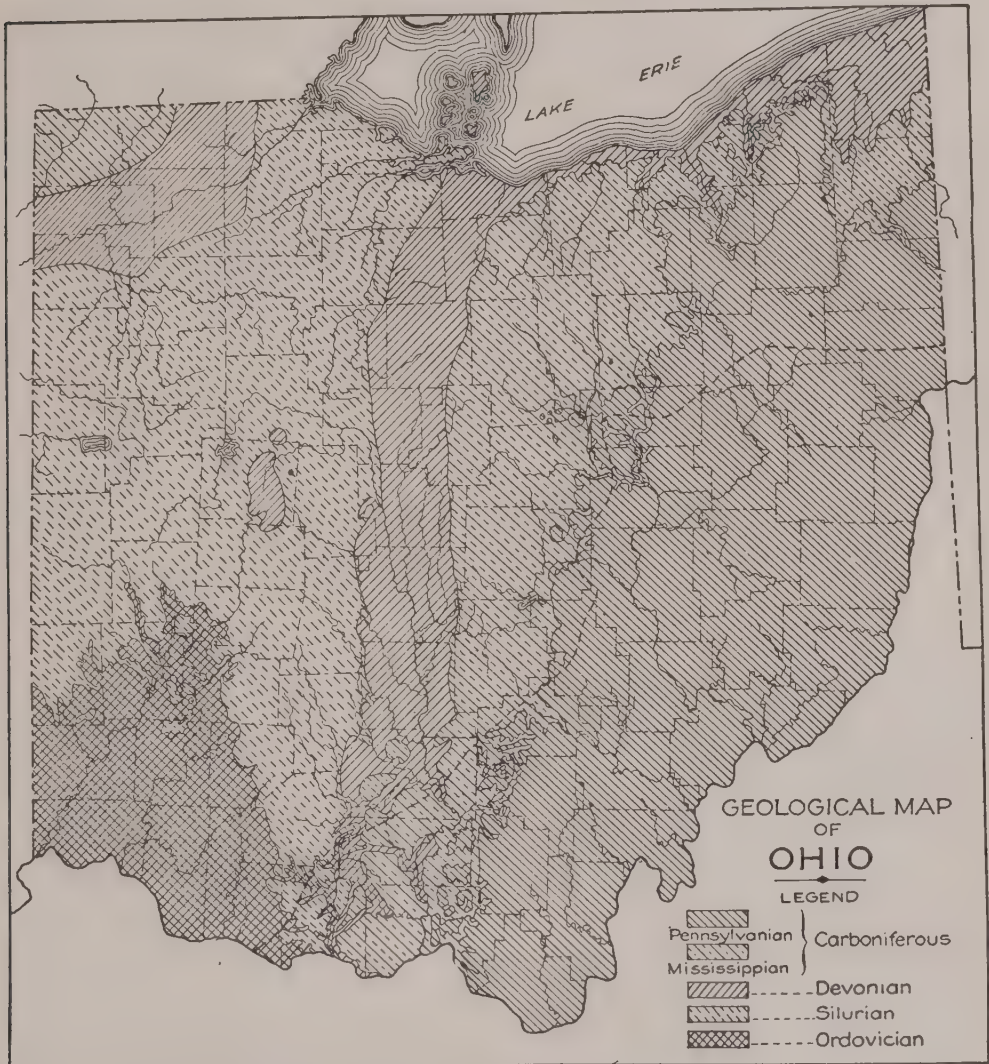 LAKE ERIE
GEOLOGICAL MAP
OF
OHIO
LEGEND
Pennsylvanian
Mississippian
Carboniferous
Devonian
Silurian
Ordovician